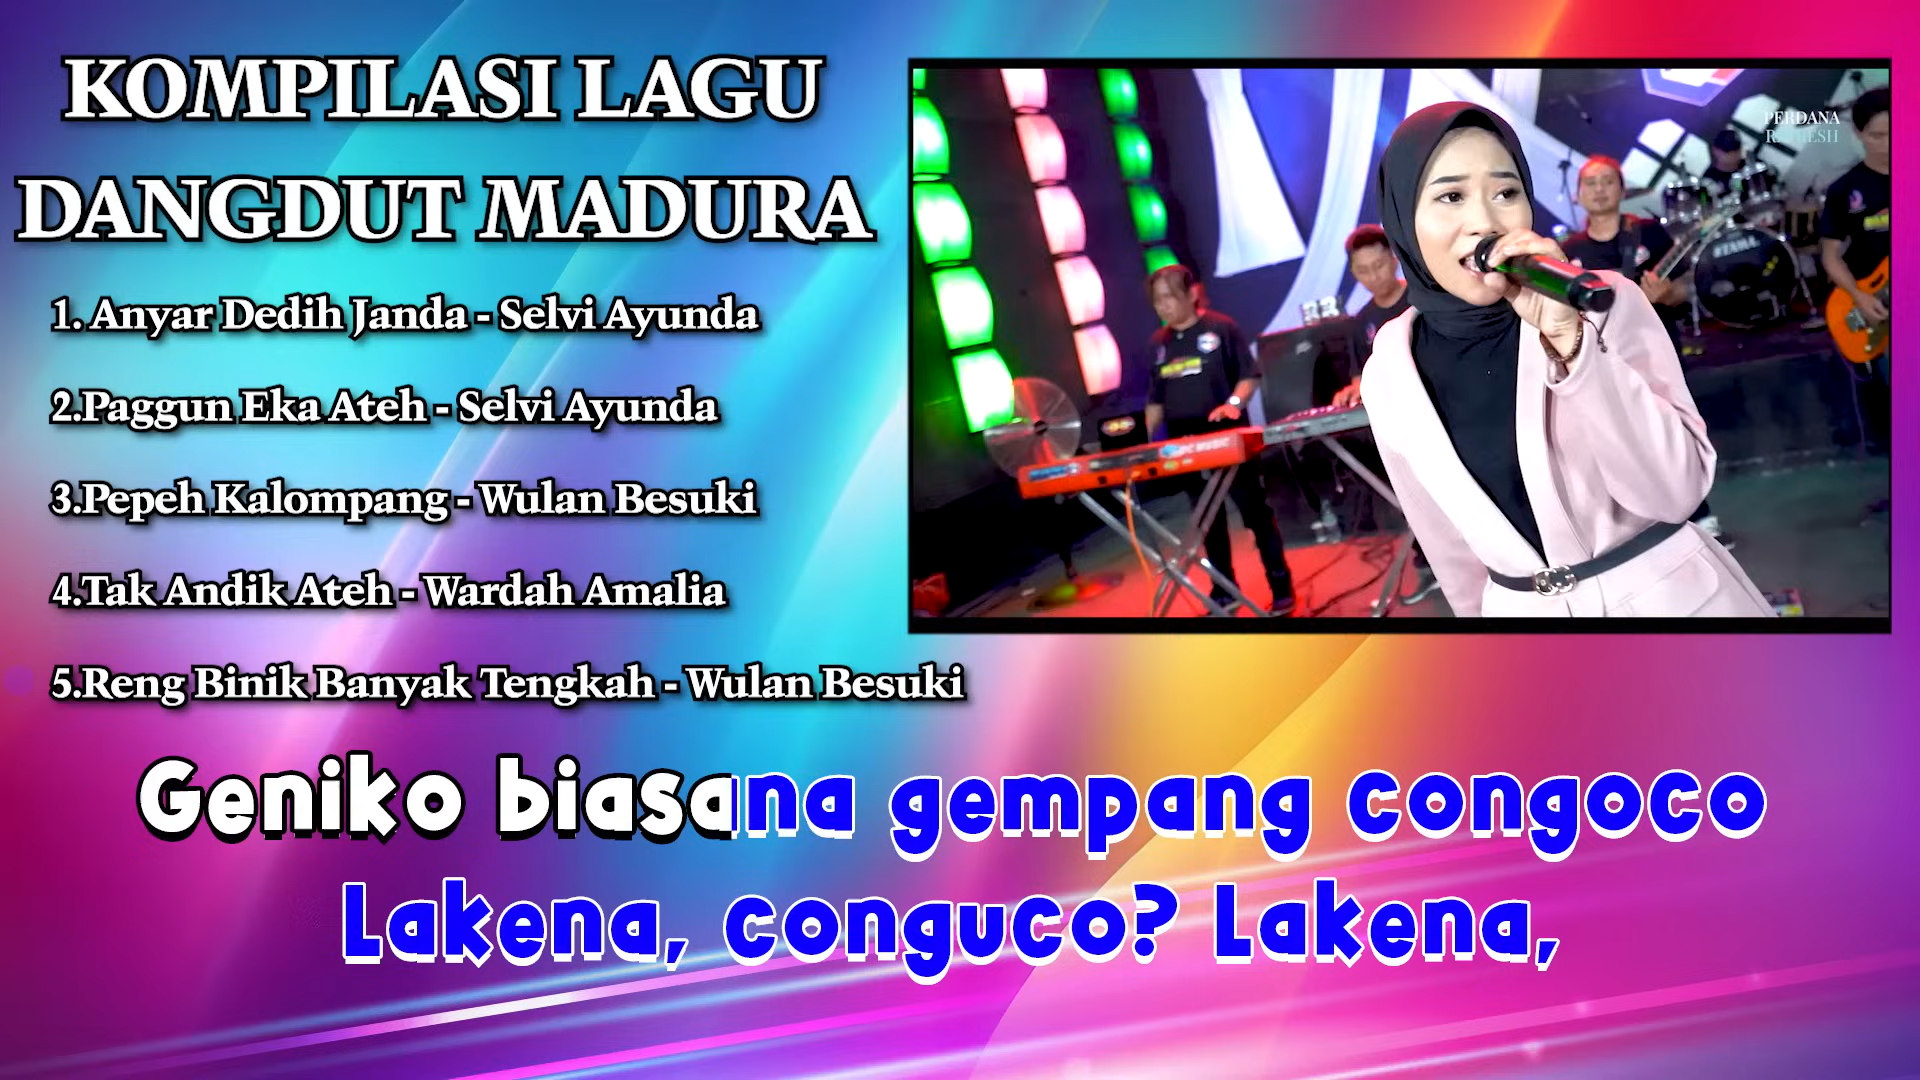 KOMPILASI LAGU
DANGDUT MADURA
1. Anyar Dedih Janda - Selvi Ayunda
2.Paggun Eka Ateh - Selvi Ayunda
3.Pepeh Kalompang - Wulan Besuki
4.Tak Andik Ateh - Wardah Amalia
5.Reng Binik Banyak Tengkah - Wulan Besuki
PERDANA
TAMA
Geniko biasana gempang congoco
Lakena, conguco? Lakena,